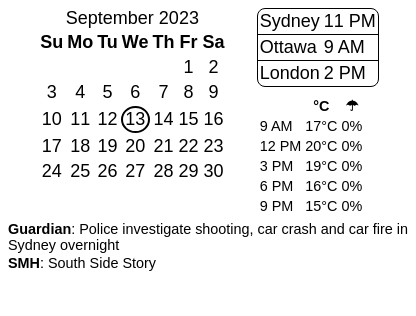 September 2023
Su Mo Tu We Th Fr Sa
1 2
3 4 5 6 7 8 9
10 11 12 13 14 15 16
17 18 19 20 21 22 23
24 25 26 27 28 29 30
Sydney 11 PM
Ottawa 9 AM
London 2 PM
°C ☂
9 AM 17°C 0%
12 PM 20°C 0%
3 PM 19°C 0%
6 PM 16°C 0%
9 PM 15°C 0%
Guardian: Police investigate shooting, car crash and car fire in
Sydney overnight
SMH: South Side Story